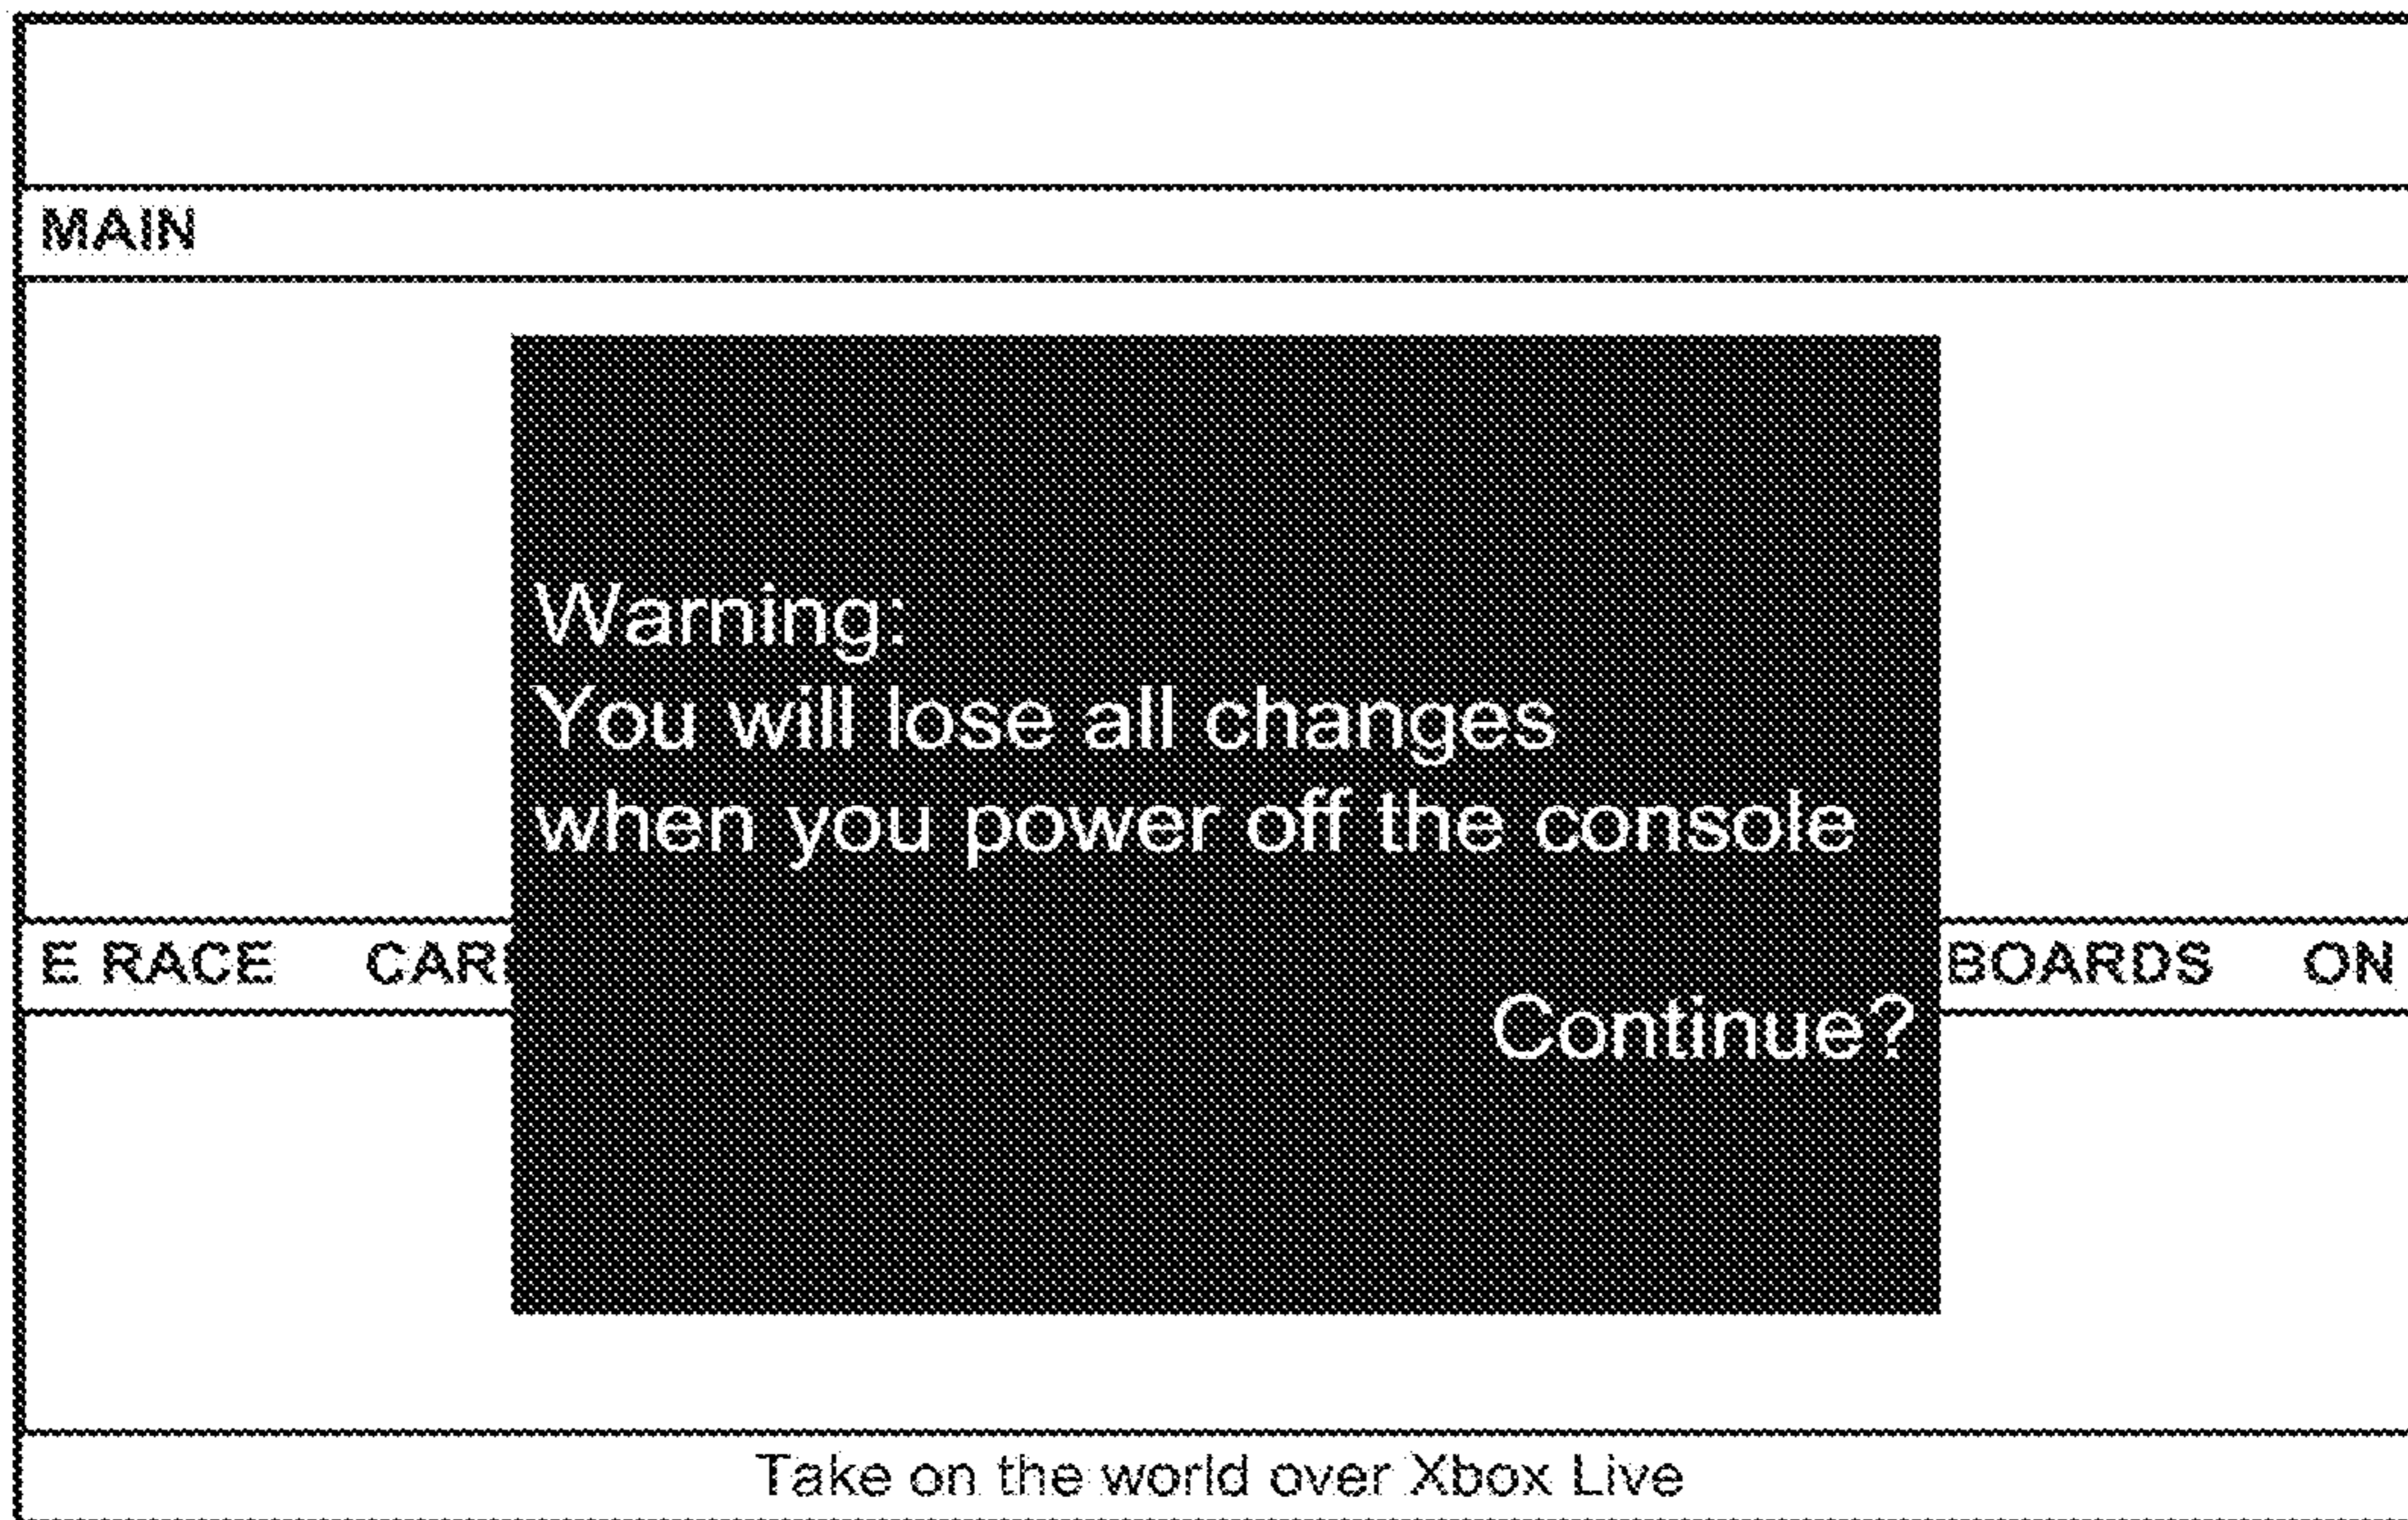 MAIN
Warning:
You will lose all changes
when you power off the console
E RACE CAR BOARDS ON
Continue?
Take on the world over Xbox Live